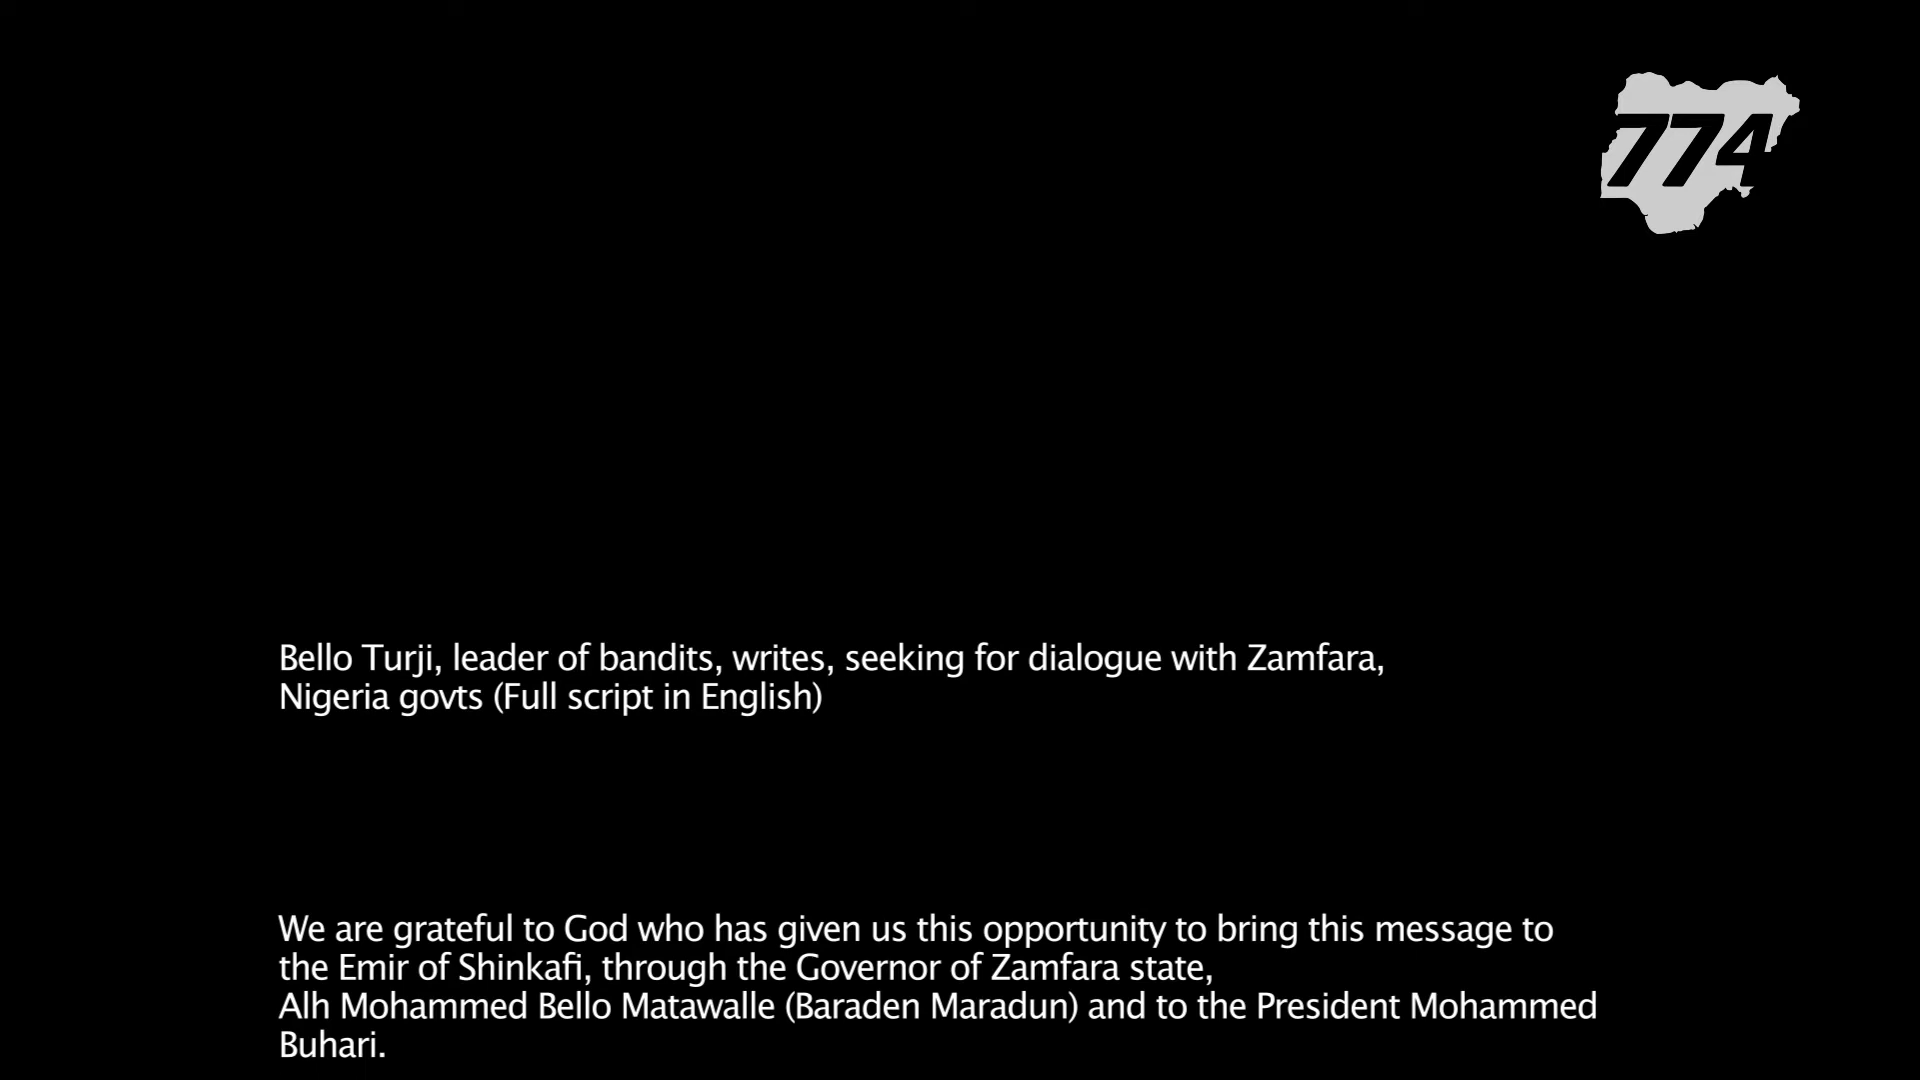 774
Bello Turji, leader of bandits, writes, seeking for dialogue with Zamfara,
Nigeria govts (Full script in English)
We are grateful to God who has given us this opportunity to bring this message to
the Emir of Shinkafi, through the Governor of Zamfara state,
Alh Mohammed Bello Matawalle (Baraden Maradun) and to the President Mohammed
Buhari.